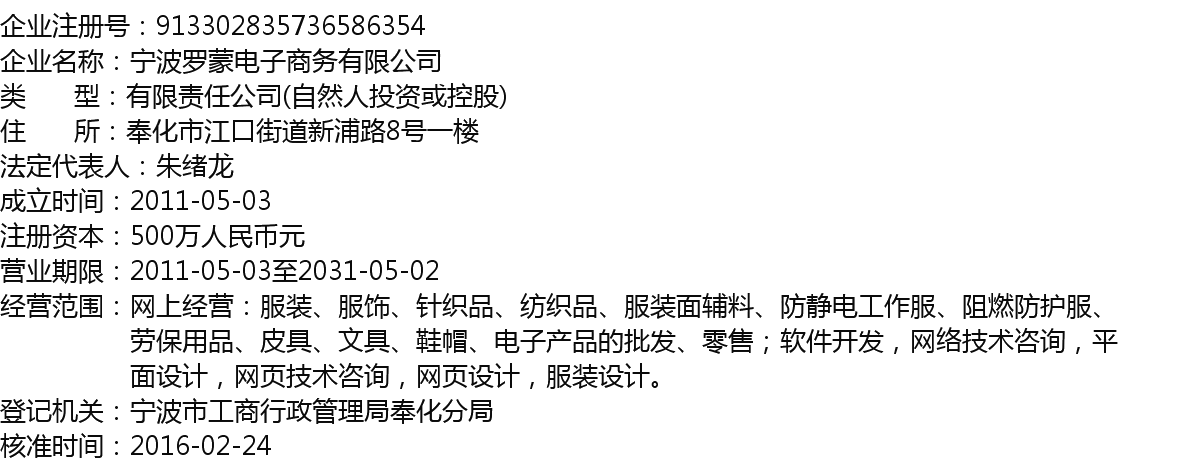 企业注册号：913302835736586354
企业名称：宁波罗蒙电子商务有限公司
类　　型：有限责任公司(自然人投资或控股)
住　　所：奉化市江口街道新浦路8号一楼
法定代表人：朱绪龙
成立时间：2011-05-03
注册资本：500万人民币元
营业期限：2011-05-03至2031-05-02
经营范围：网上经营：服装、服饰、针织品、纺织品、服装面辅料、防静电工作服、阻燃防护服、
劳保用品、皮具、文具、鞋帽、电子产品的批发、零售；软件开发，网络技术咨询，平
面设计，网页技术咨询，网页设计，服装设计。
登记机关：宁波市工商行政管理局奉化分局
核准时间：2016-02-24